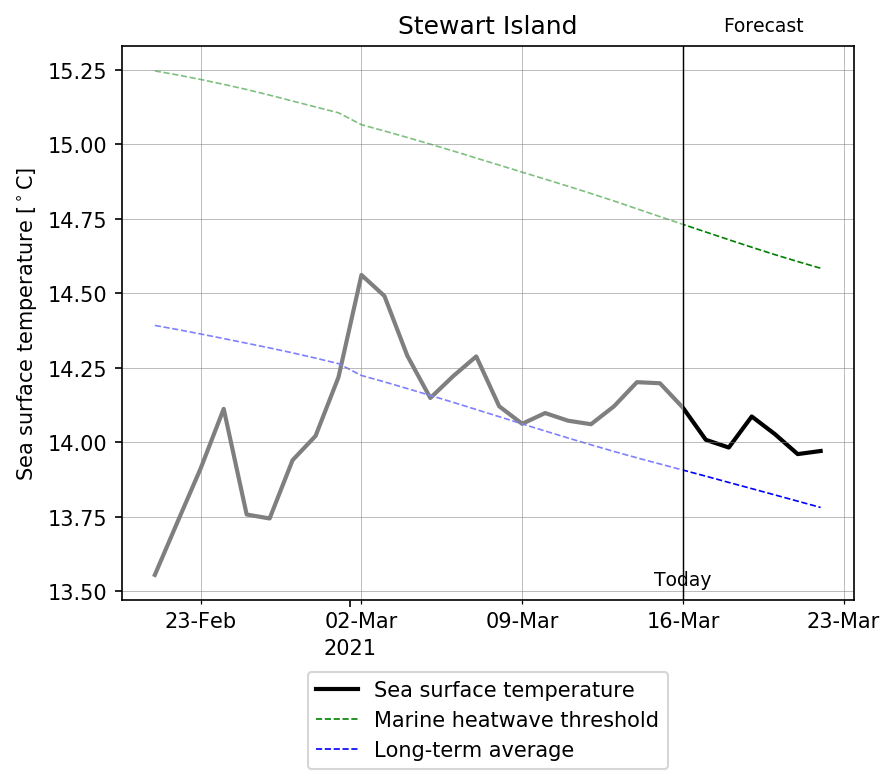 Stewart Island
Forecast
Sea surface temperature [°C]
15.25
15.00
14.75
14.50
14.25
14.00
13.75
13.50
Today
23-Feb
02-Mar
09-Mar
16-Mar
23-Mar
2021
Sea surface temperature
Marine heatwave threshold
Long-term average